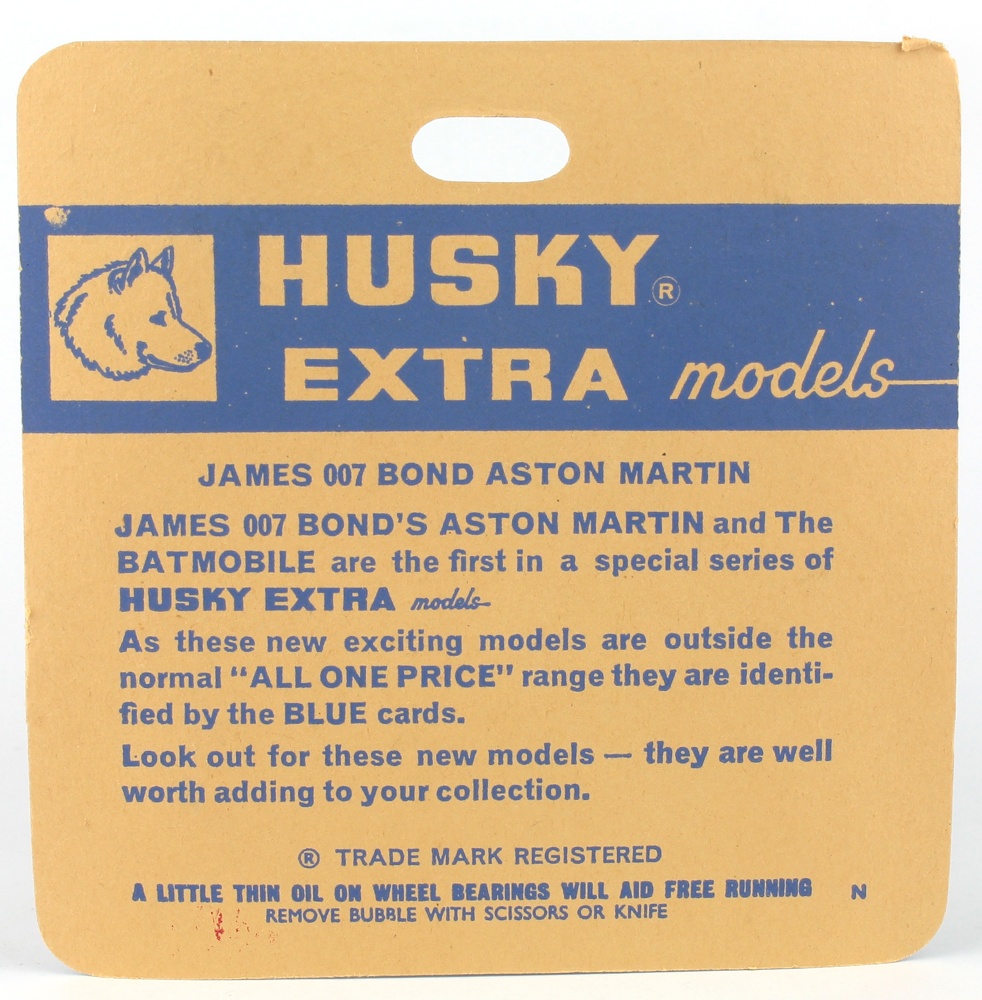 HUSKY ®
EXTRA models
JAMES 007 BOND ASTON MARTIN
JAMES 007 BOND'S ASTON MARTIN and The
BATMOBILE are the first in a special series of
HUSKY EXTRA models
As these new exciting models are outside the
normal "ALL ONE PRICE" range they are identi-
fied by the BLUE cards.
Look out for these new models — they are well
worth adding to your collection.
® TRADE MARK REGISTERED
A LITTLE THIN OIL ON WHEEL BEARINGS WILL AID FREE RUNNING N
REMOVE BUBBLE WITH SCISSORS OR KNIFE